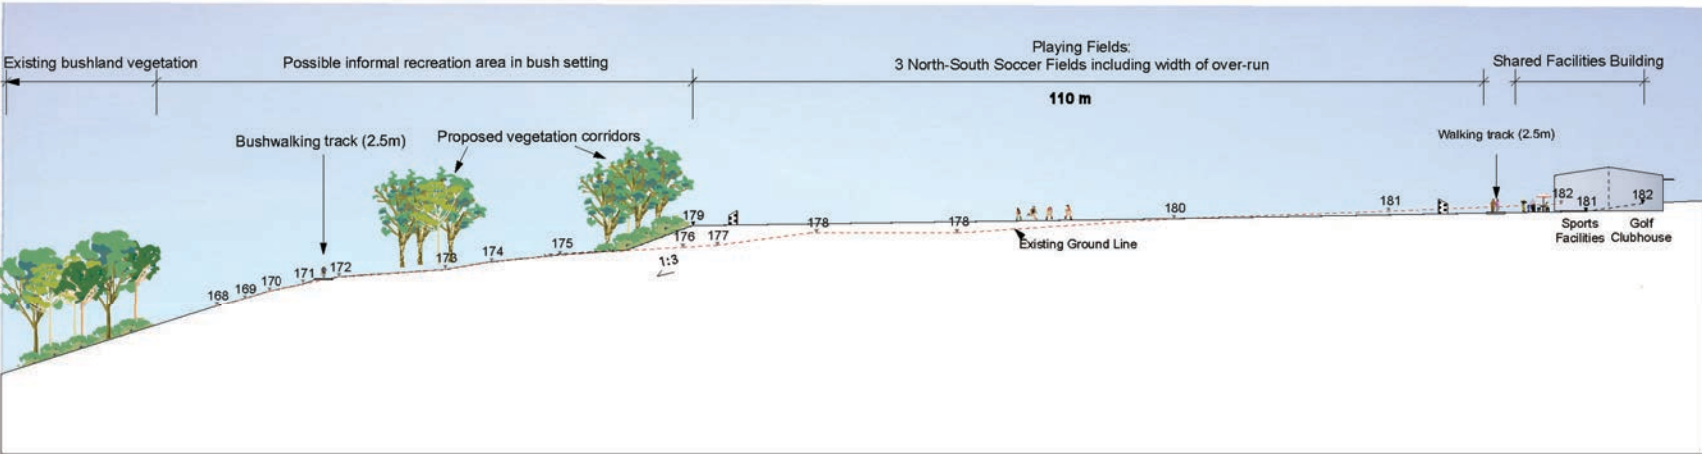 Existing bushland vegetation
Possible informal recreation area in bush setting
Playing Fields:
3 North-South Soccer Fields including width of over-run
110 m
Shared Facilities Building
Bushwalking track (2.5m)
Proposed vegetation corridors
Walking track (2.5m)
168
169
170
171
172
173
174
175
176
177
179
1:3
178
178
Existing Ground Line
180
181
182
181
182
Sports
Facilities
Golf
Clubhouse